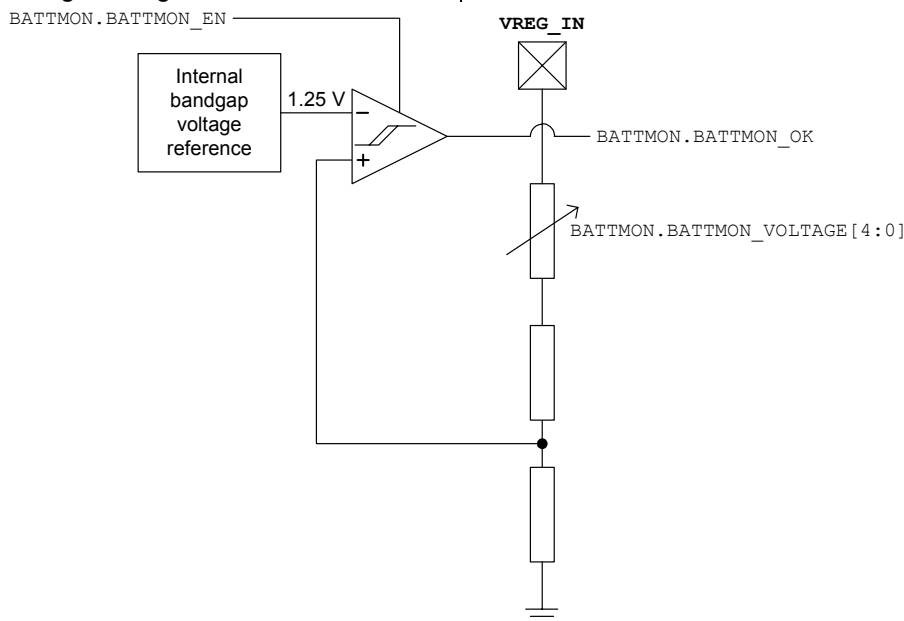 BATTMON.BATTMON_EN
VREG_IN
Internal
bandgap
voltage
reference
1.25 V
BATTMON.BATTMON_OK
BATTMON.BATTMON_VOLTAGE[4:0]